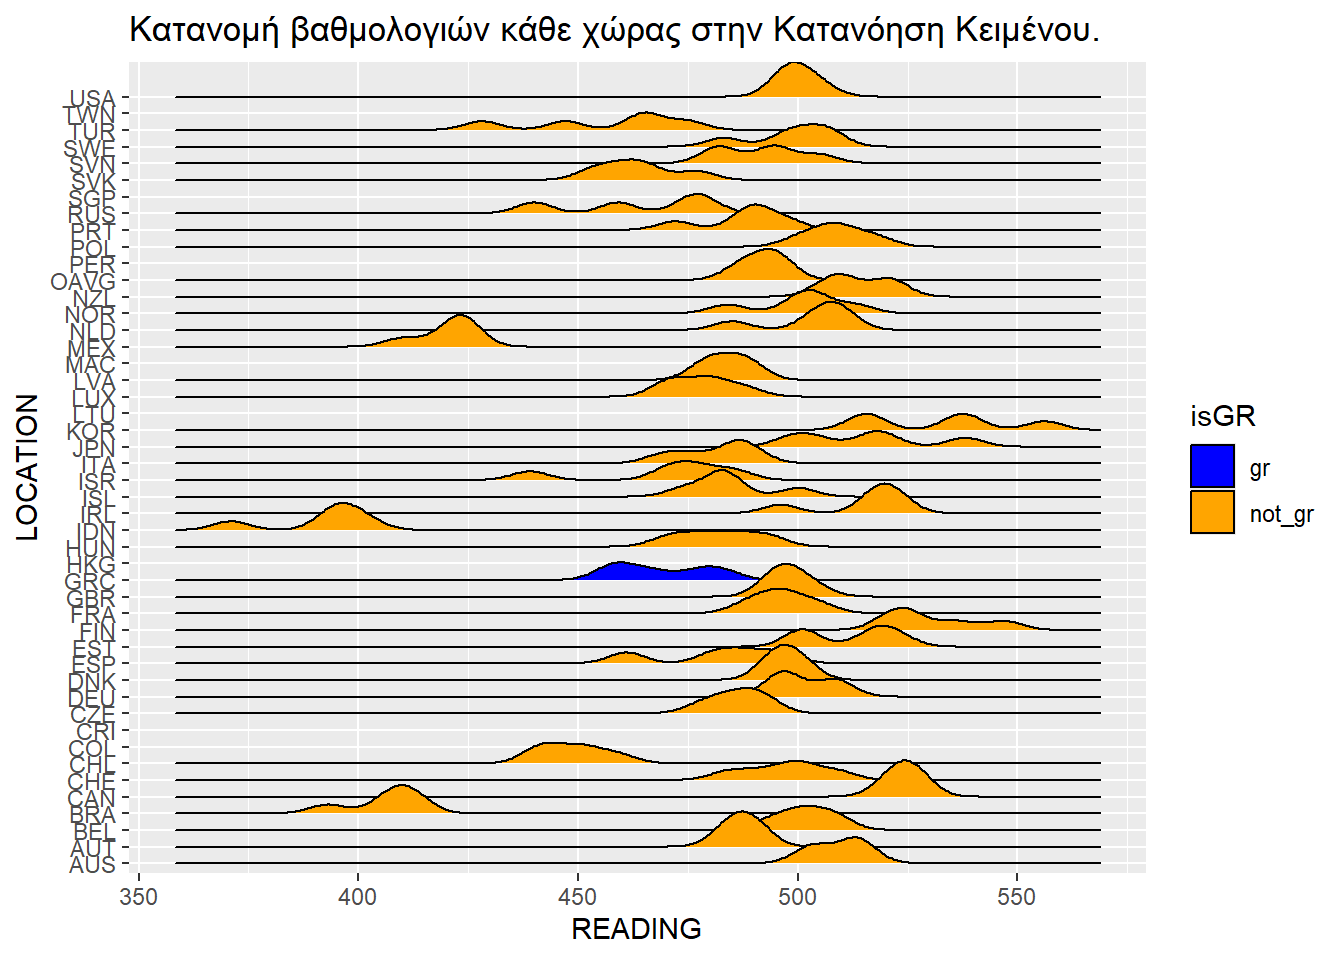 Κατανομή βαθμολογιών κάθε χώρας στην Κατανόηση Κειμένου.
USA
TWN
TUR
SWE
SVN
SVK
SGP
RUS
PRT
POL
PER
OAVG
NZL
NOR
NLD
MEX
MAC
LVA
LUX
LTU
KOR
JPN
ITA
ISR
ISL
IRL
IDN
HUN
HKG
GRC
GBR
FRA
FIN
EST
ESP
DNK
DEU
CZE
CRI
COL
CHL
CHE
CAN
BRA
BEL
AUT
AUS
LOCATION
350 400 450 500 550
READING
isGR
gr
not_gr